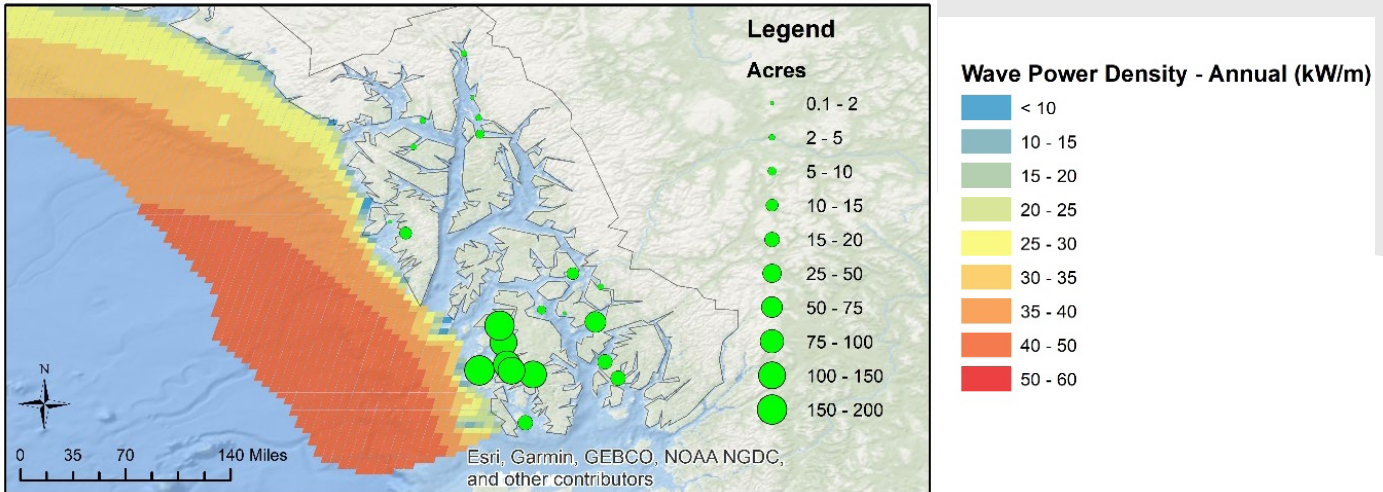 Legend
Acres
0.1 - 2
2 - 5
5 - 10
10 - 15
15 - 20
25 - 50
50 - 75
75 - 100
100 - 150
150 - 200
N
0 35 70 140 Miles
Esri, Garmin, GEBCO, NOAA NGDC,
and other contributors
Wave Power Density - Annual (kW/m)
< 10
10 - 15
15 - 20
20 - 25
25 - 30
30 - 35
35 - 40
40 - 50
50 - 60